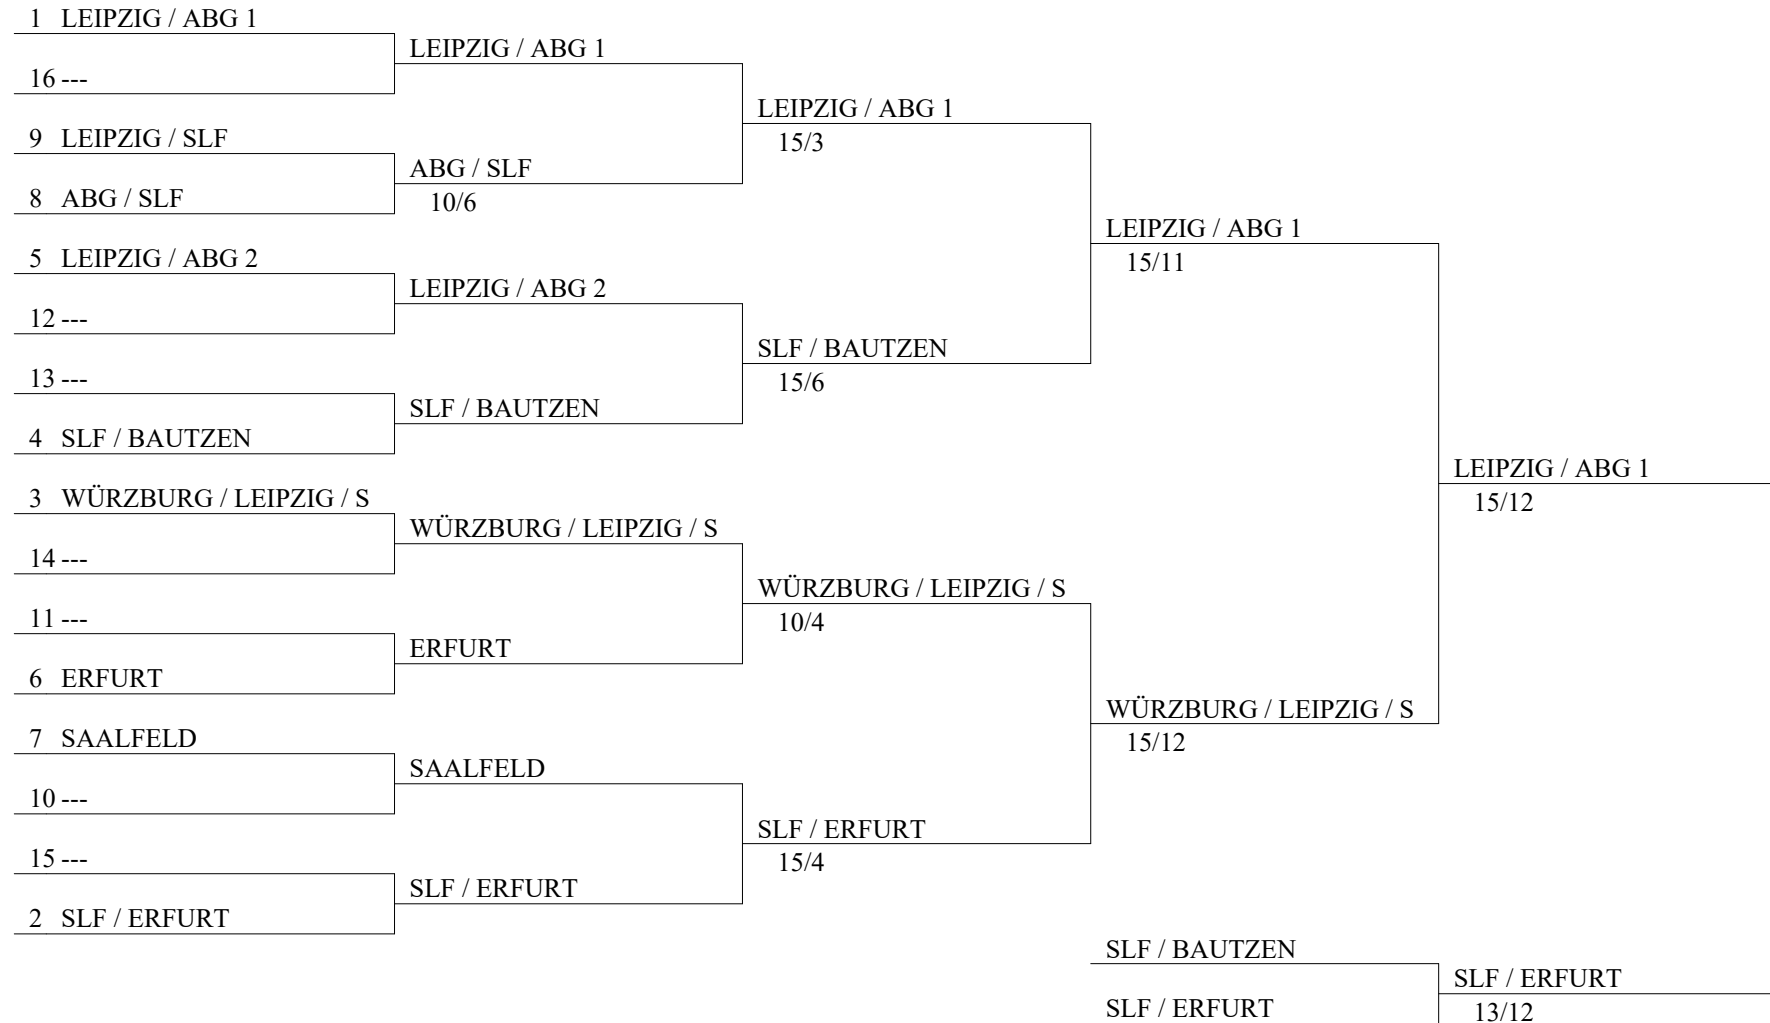 1 LEIPZIG / ABG 1
16 ---
9 LEIPZIG / SLF
8 ABG / SLF
5 LEIPZIG / ABG 2
12 ---
13 ---
4 SLF / BAUTZEN
3 WÜRZBURG / LEIPZIG / S
14 ---
11 ---
6 ERFURT
7 SAALFELD
10 ---
15 ---
2 SLF / ERFURT
LEIPZIG / ABG 1
ABG / SLF
10/6
LEIPZIG / ABG 2
SLF / BAUTZEN
WÜRZBURG / LEIPZIG / S
ERFURT
SAALFELD
SLF / ERFURT
LEIPZIG / ABG 1
15/3
SLF / BAUTZEN
15/6
WÜRZBURG / LEIPZIG / S
10/4
SLF / ERFURT
15/4
LEIPZIG / ABG 1
15/11
WÜRZBURG / LEIPZIG / S
15/12
LEIPZIG / ABG 1
15/12
SLF / BAUTZEN
SLF / ERFURT
SLF / ERFURT
13/12